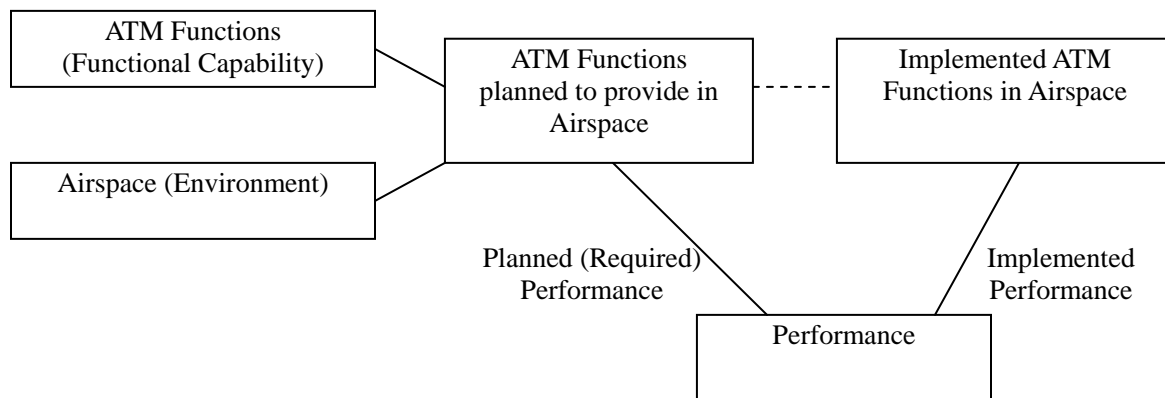 ATM Functions
(Functional Capability)
ATM Functions
planned to provide in
Airspace
Implemented ATM
Functions in Airspace
Airspace (Environment)
Planned (Required)
Performance
Implemented
Performance
Performance